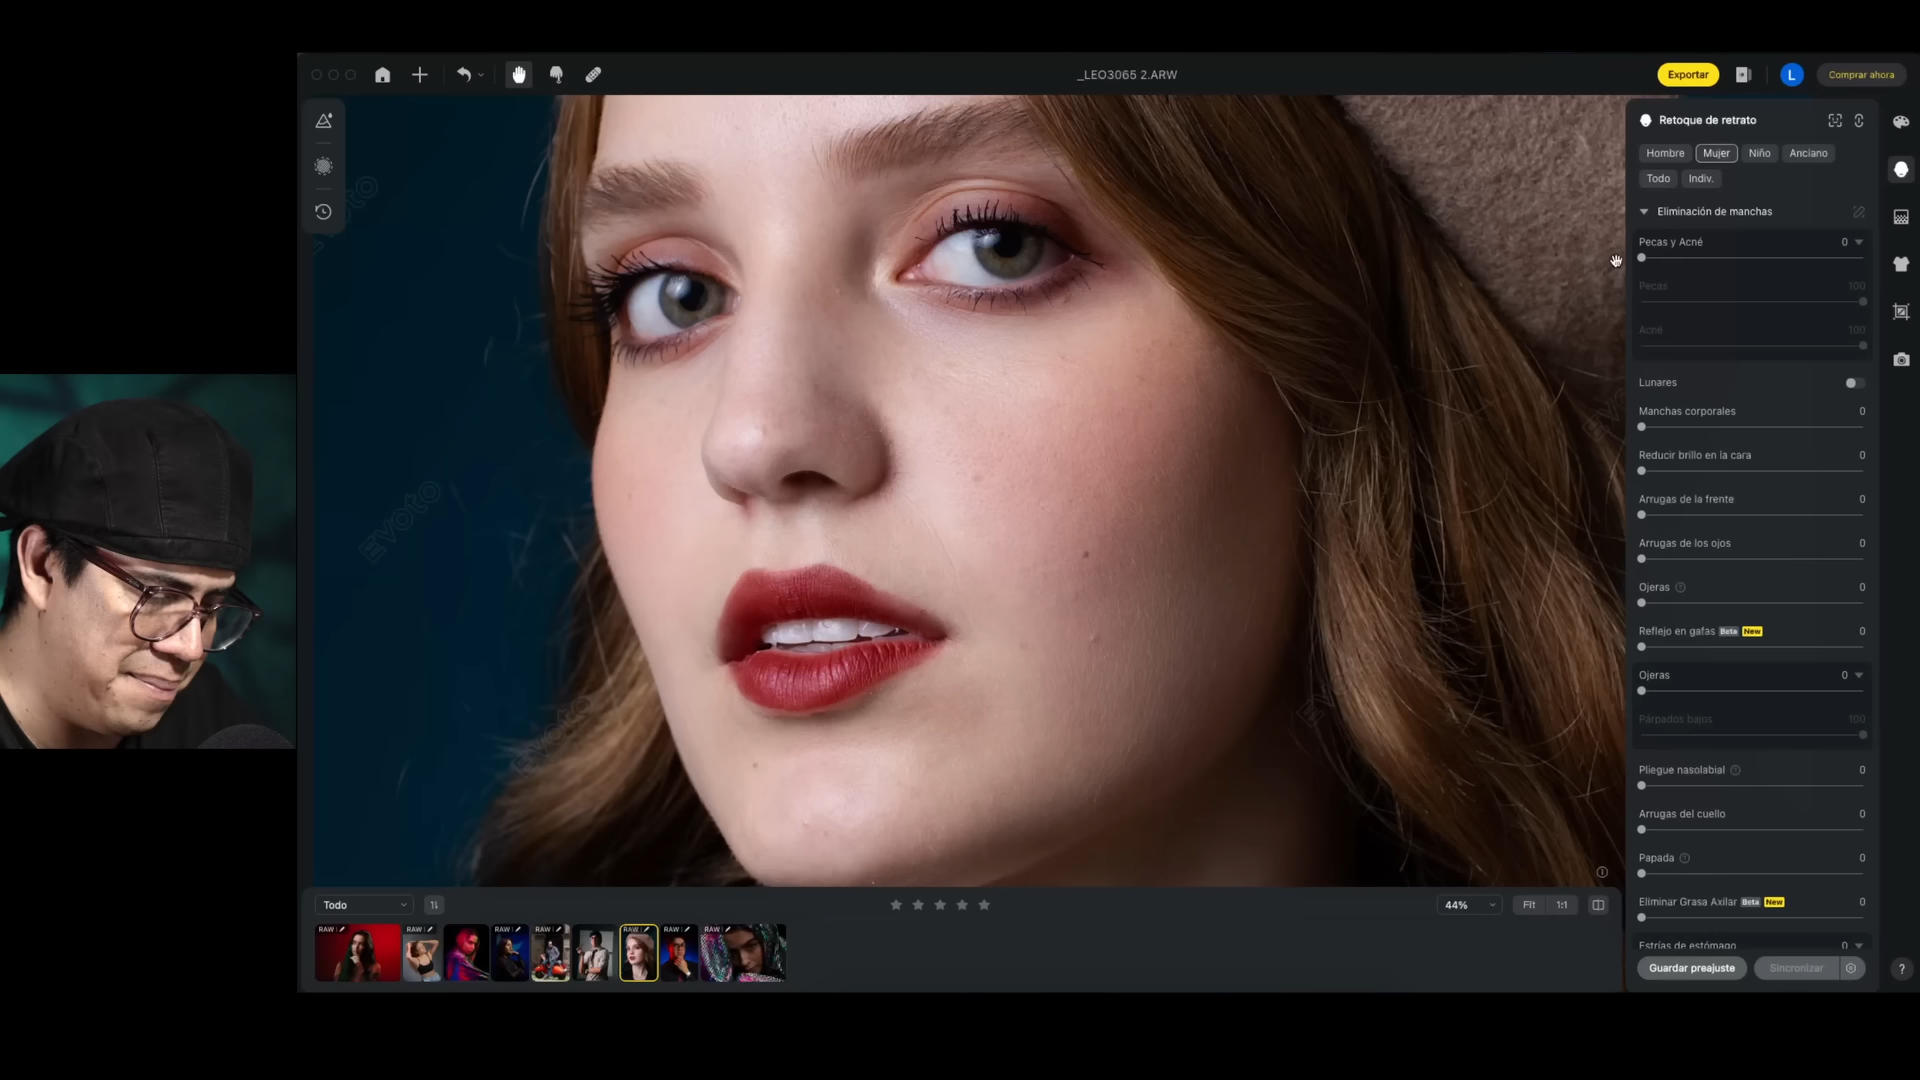 _LEO3065 2.ARW
Exportar
L
Comprar ahora
Retoque de retrato
Hombre
Mujer
Niño
Anciano
Todo
Indiv.
Eliminación de manchas
Pecas y Acné
0
Pecas
100
Acné
100
Lunares
Manchas corporales
0
Reducir brillo en la cara
0
Arrugas de la frente
0
Arrugas de los ojos
0
Ojeras
0
Reflejo en gafas
Beta
New
0
Ojeras
0
Párpados bajos
100
Pliegue nasolabial
0
Arrugas del cuello
0
Papada
0
Eliminar Grasa Axilar
Beta
New
0
Estrías de estómago
0
Guardar preajuste
Sincronizar
?
Evoto
Evoto
Todo
44%
Fit
1:1
RAW
RAW
RAW
RAW
RAW
RAW
RAW